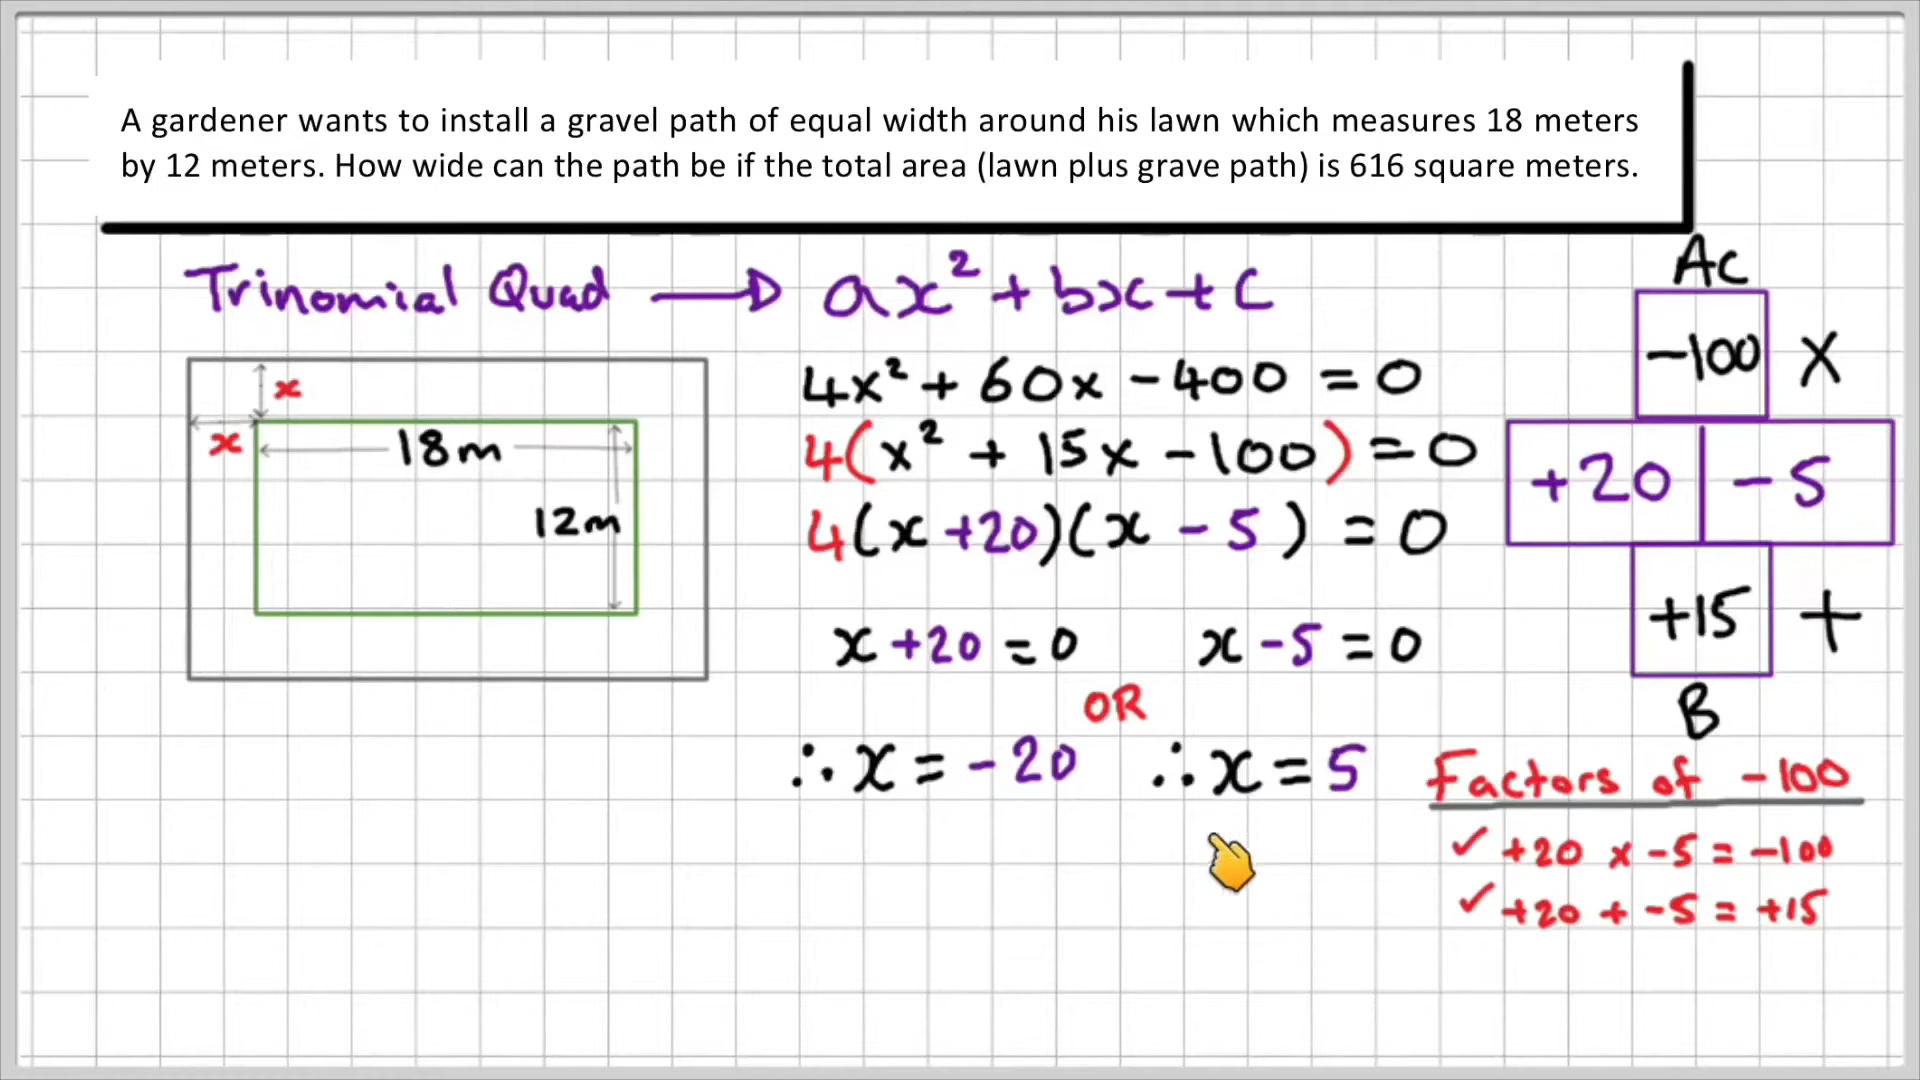 A gardener wants to install a gravel path of equal width around his lawn which measures 18 meters
by 12 meters. How wide can the path be if the total area (lawn plus grave path) is 616 square meters.
Trinomial Quad → ax² + bx + c
x
x
18m
12m
4x² + 60x - 400 = 0
4(x² + 15x - 100) = 0
4(x +20)(x - 5) = 0
x +20 = 0 x -5 = 0
OR
∴ x = -20 ∴ x = 5
AC
-100 X
+20 -5
+15 +
B
Factors of -100
✓ +20 x -5 = -100
✓ +20 + -5 = +15